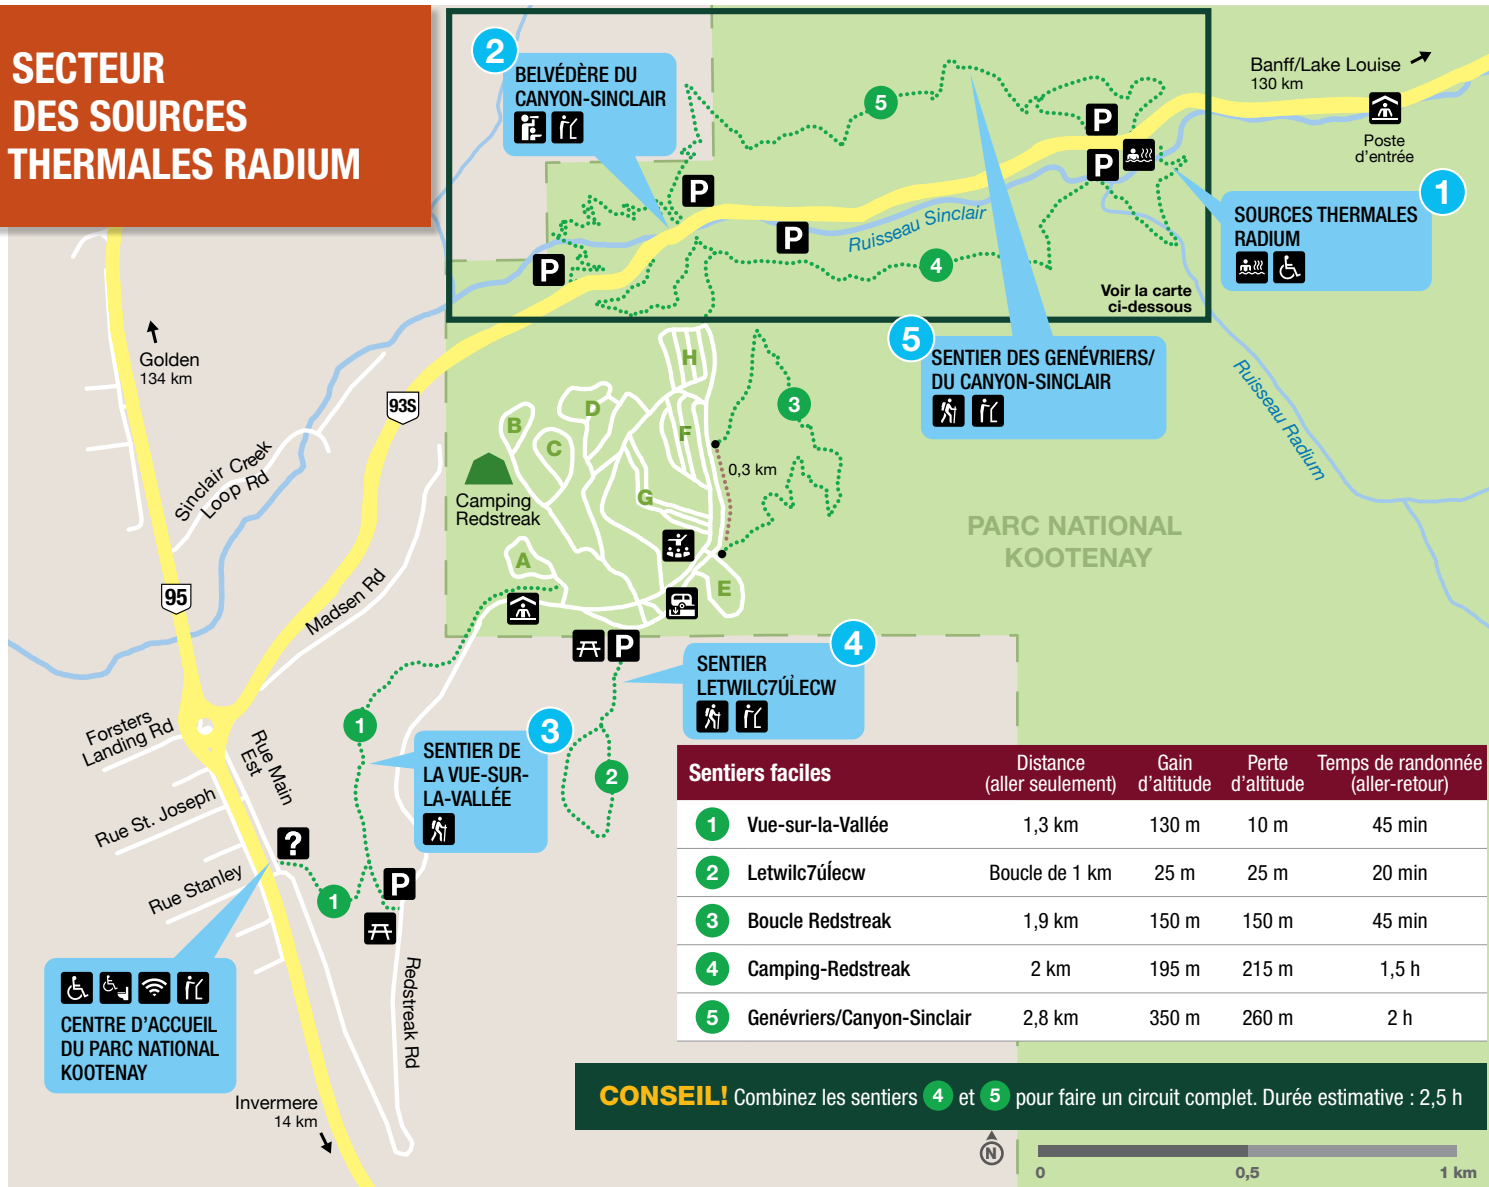 SECTEUR
DES SOURCES
THERMALES RADIUM
2
BELVÉDÈRE DU
CANYON-SINCLAIR
5
Banff/Lake Louise
130 km
Poste
d'entrée
P
P
P
P
P
1
SOURCES THERMALES
RADIUM
Ruisseau Sinclair
4
Voir la carte
ci-dessous
5
SENTIER DES GENÉVRIERS/
DU CANYON-SINCLAIR
Ruisseau Radium
Golden
134 km
93S
Sinclair Creek
Loop Rd
95
Madsen Rd
H
D
B
C
F
G
A
E
3
0,3 km
Camping
Redstreak
PARC NATIONAL
KOOTENAY
P
4
SENTIER
LETWILC7ÚL̓ECW
Forsters
Landing Rd
Rue Main
Est
1
3
SENTIER DE
LA VUE-SUR-
LA-VALLÉE
2
Rue St. Joseph
?
Rue Stanley
1
P
Redstreak Rd
CENTRE D'ACCUEIL
DU PARC NATIONAL
KOOTENAY
Invermere
14 km
Sentiers faciles Distance (aller seulement) Gain d'altitude Perte d'altitude Temps de randonnée (aller-retour)
1 Vue-sur-la-Vallée 1,3 km 130 m 10 m 45 min
2 Letwilc7úl̓ecw Boucle de 1 km 25 m 25 m 20 min
3 Boucle Redstreak 1,9 km 150 m 150 m 45 min
4 Camping-Redstreak 2 km 195 m 215 m 1,5 h
5 Genévriers/Canyon-Sinclair 2,8 km 350 m 260 m 2 h
CONSEIL! Combinez les sentiers 4 et 5 pour faire un circuit complet. Durée estimative : 2,5 h
N
0 0,5 1 km